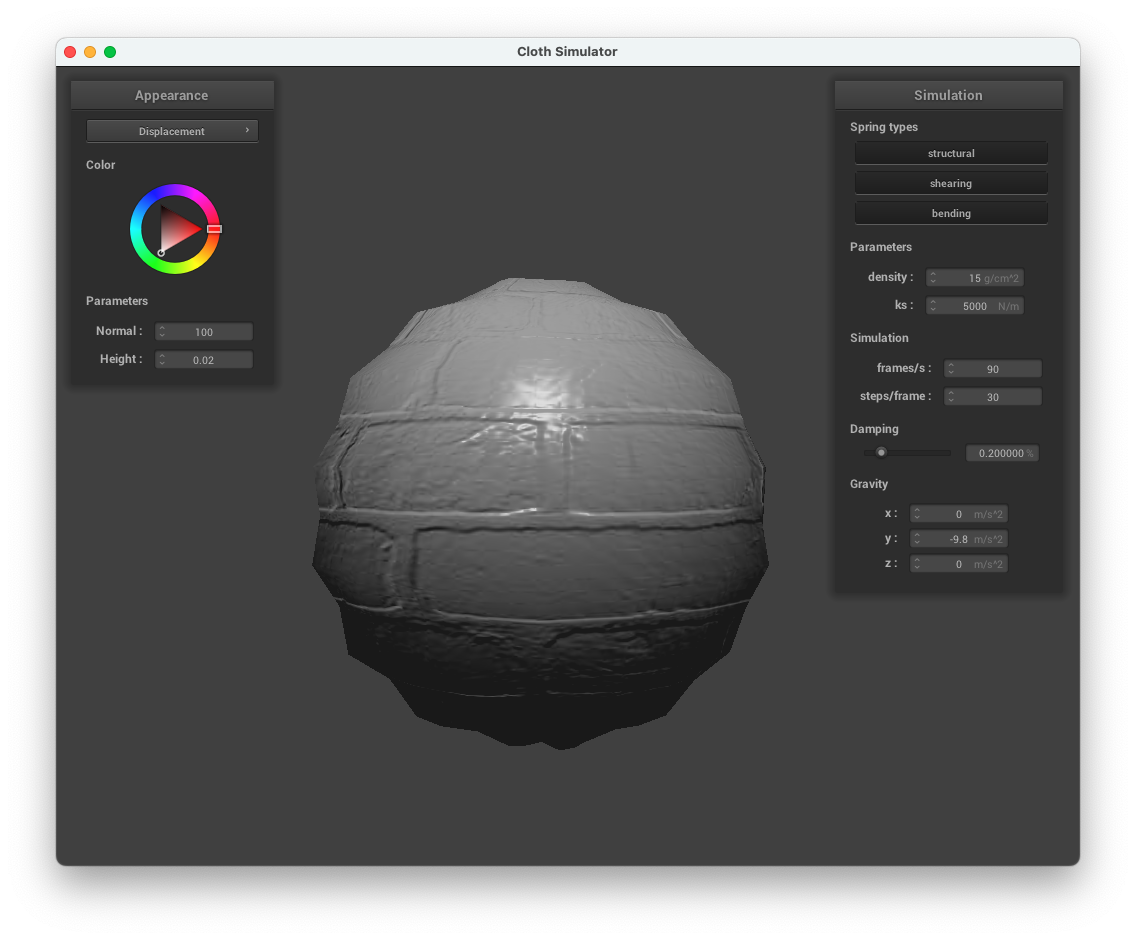 Cloth Simulator
Appearance
Displacement ›
Color
Parameters
Normal : 100
Height : 0.02
Simulation
Spring types
structural
shearing
bending
Parameters
density : 15 g/cm^2
ks : 5000 N/m
Simulation
frames/s : 90
steps/frame : 30
Damping
0.200000 %
Gravity
x : 0 m/s^2
y : -9.8 m/s^2
z : 0 m/s^2